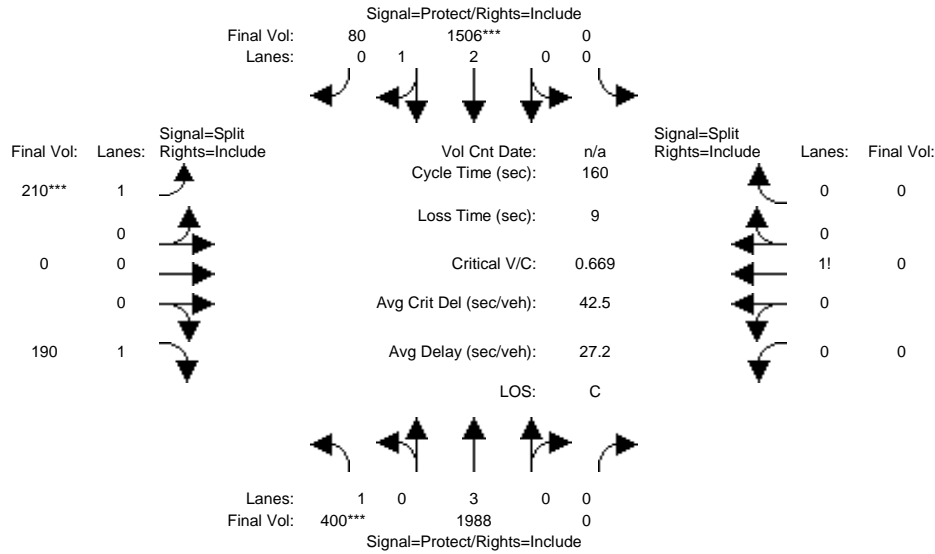 Signal=Protect/Rights=Include
Final Vol: 80 1506*** 0
Lanes: 0 1 2 0 0
Signal=Split Signal=Split
Final Vol: Lanes: Rights=Include Vol Cnt Date: n/a Rights=Include Lanes: Final Vol:
Cycle Time (sec): 160
210*** 1 0 0
Loss Time (sec): 9
0 0
0 0 Critical V/C: 0.669 1! 0
0 Avg Crit Del (sec/veh): 42.5 0
190 1 Avg Delay (sec/veh): 27.2 0 0
LOS: C
Lanes: 1 0 3 0 0
Final Vol: 400*** 1988 0
Signal=Protect/Rights=Include